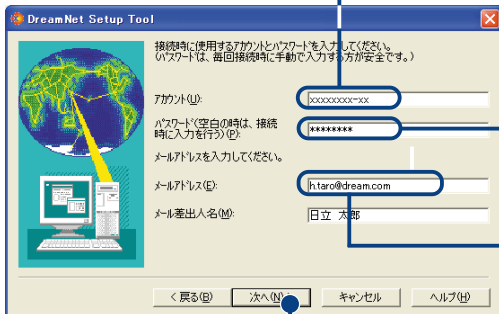 DreamNet Setup Tool
接続時に使用するアカウントとパスワードを入力してください。
(パスワードは、毎回接続時に手動で入力する方が安全です。)
アカウント(U):
xxxxxxxx-xx
パスワード(空白の時は、接続
時に入力を行う)(P):
********
メールアドレスを入力してください。
メールアドレス(E):
h.taro@dream.com
メール差出人名(M):
日立 太郎
< 戻る(B)
次へ(N)
キャンセル
ヘルプ(H)